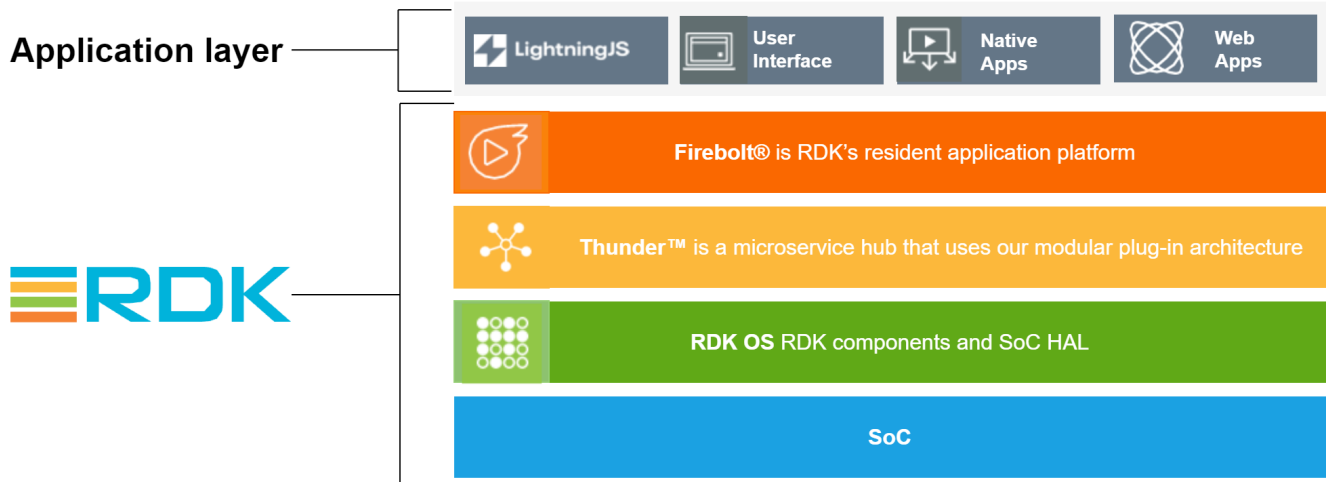 Application layer
LightningJS
User
Interface
Native
Apps
Web
Apps
Firebolt® is RDK’s resident application platform
Thunder™ is a microservice hub that uses our modular plug-in architecture
RDK
RDK OS RDK components and SoC HAL
SoC